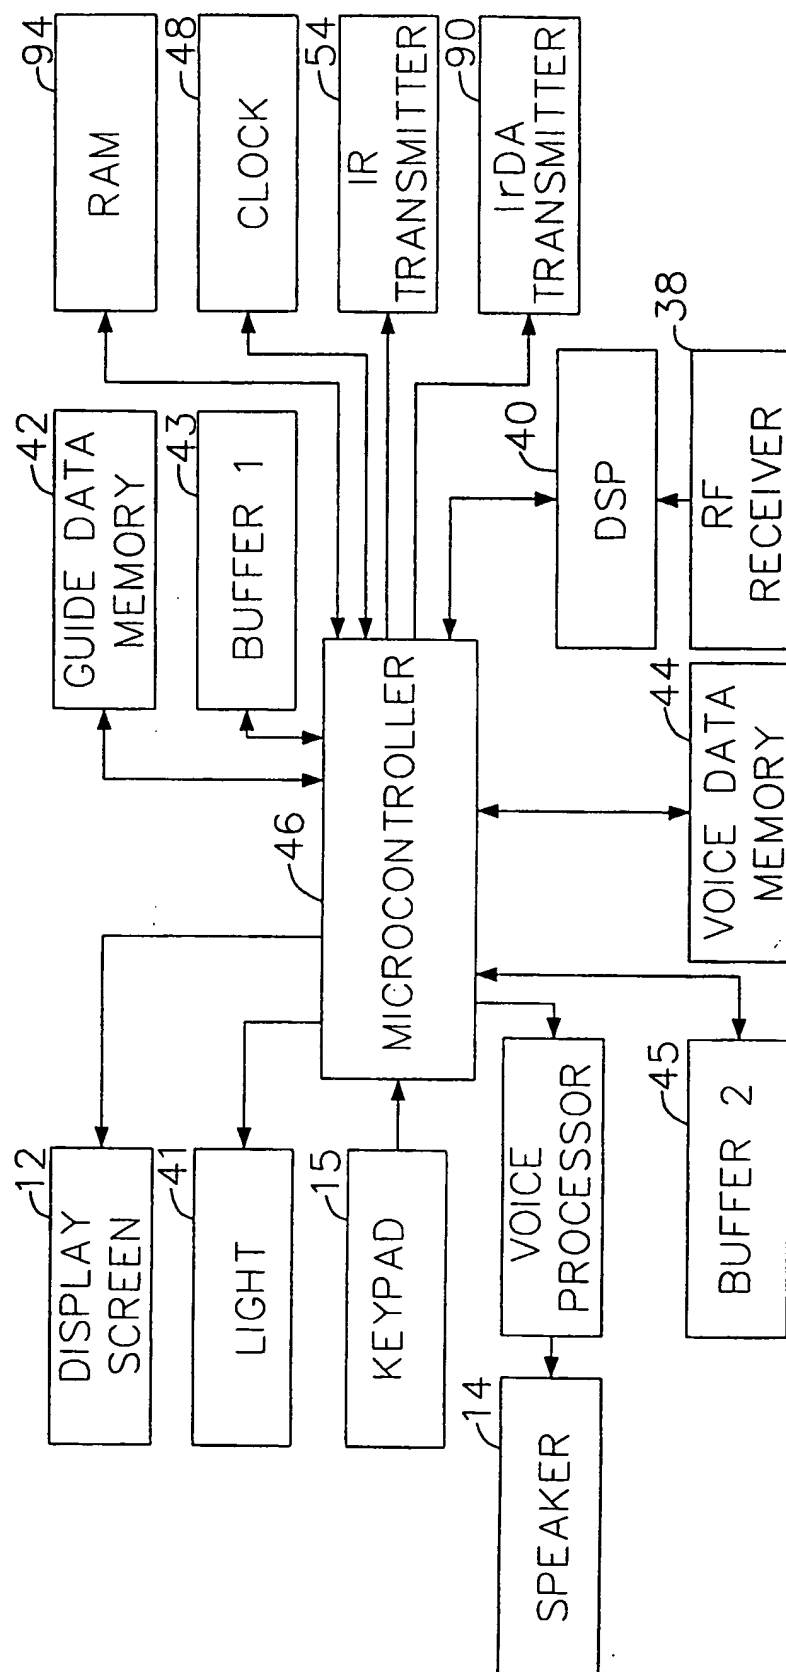 12
DISPLAY
SCREEN
41
LIGHT
15
KEYPAD
14
SPEAKER
VOICE
PROCESSOR
45
BUFFER 2
46
MICROCONTROLLER
42
GUIDE DATA
MEMORY
43
BUFFER 1
44
VOICE DATA
MEMORY
40
DSP
38
RF
RECEIVER
94
RAM
48
CLOCK
54
IR
TRANSMITTER
90
IrDA
TRANSMITTER